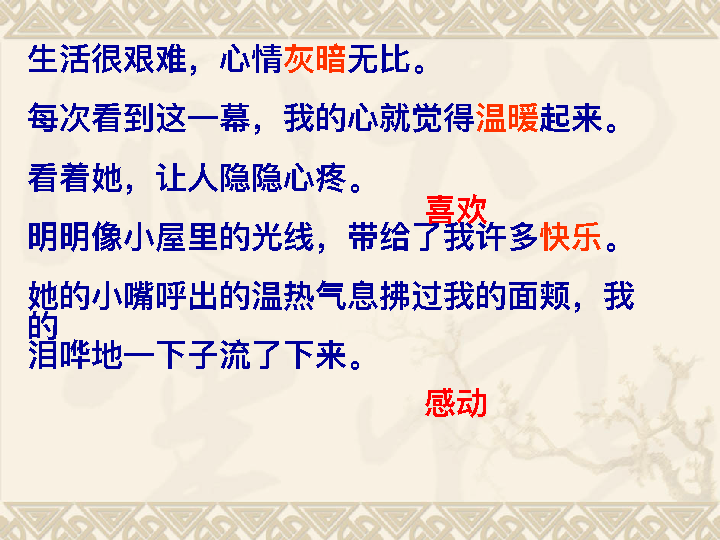 生活很艰难，心情灰暗无比。
每次看到这一幕，我的心就觉得温暖起来。
看着她，让人隐隐心疼。
喜欢
明明像小屋里的光线，带给了我许多快乐。
她的小嘴呼出的温热气息拂过我的面颊，我
的
泪哗地一下子流了下来。
感动